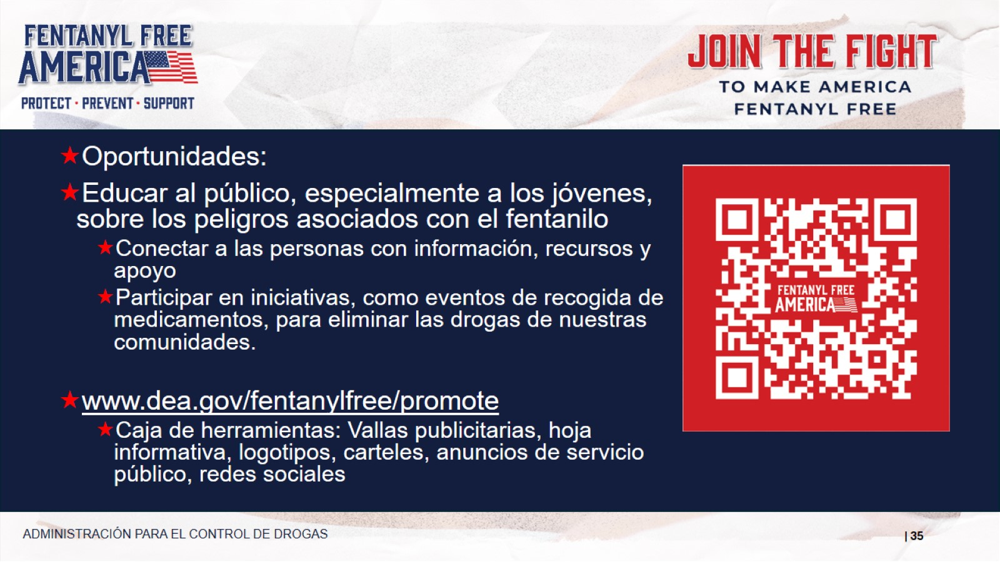 FENTANYL FREE
AMERICA
PROTECT · PREVENT · SUPPORT
JOIN THE FIGHT
TO MAKE AMERICA
FENTANYL FREE
★Oportunidades:
★Educar al público, especialmente a los jóvenes,
sobre los peligros asociados con el fentanilo
★Conectar a las personas con información, recursos y
apoyo
★Participar en iniciativas, como eventos de recogida de
medicamentos, para eliminar las drogas de nuestras
comunidades.
★www.dea.gov/fentanylfree/promote
★Caja de herramientas: Vallas publicitarias, hoja
informativa, logotipos, carteles, anuncios de servicio
público, redes sociales
FENTANYL FREE
AMERICA
ADMINISTRACIÓN PARA EL CONTROL DE DROGAS
| 35